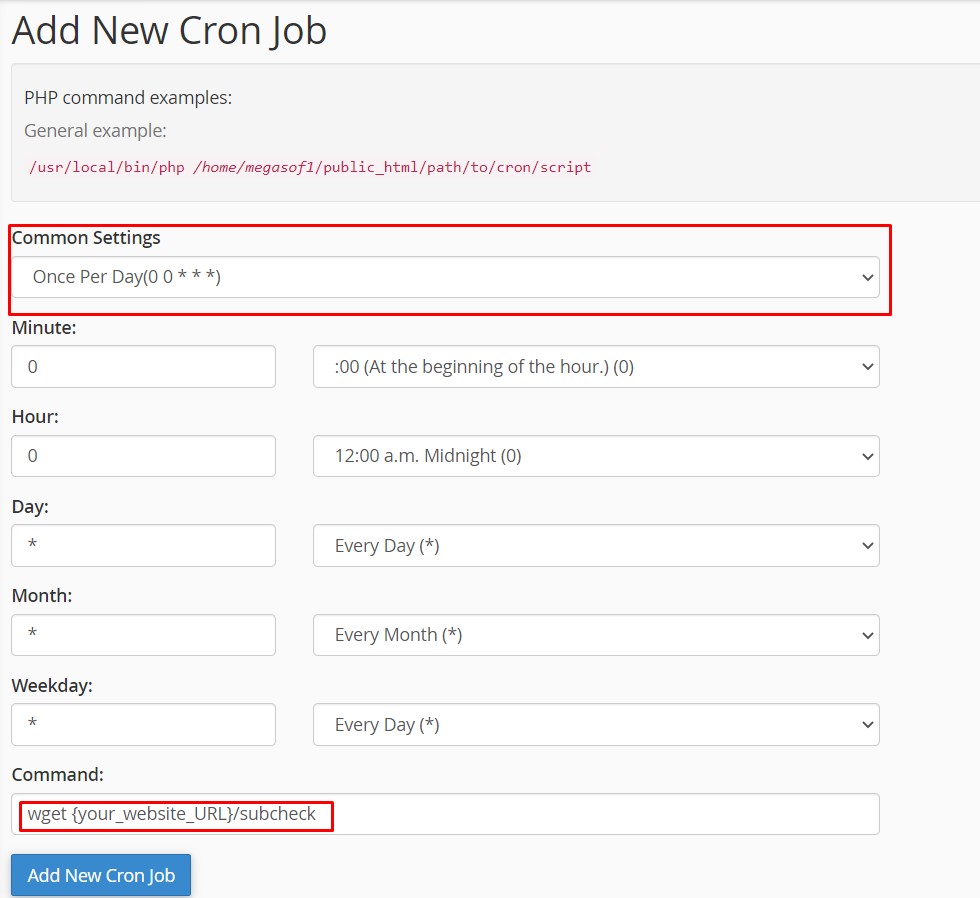 Add New Cron Job
PHP command examples:
General example:
/usr/local/bin/php /home/megasof1/public_html/path/to/cron/script
Common Settings
Once Per Day(0 0 * * *)
Minute:
0 :00 (At the beginning of the hour.) (0)
Hour:
0 12:00 a.m. Midnight (0)
Day:
* Every Day (*)
Month:
* Every Month (*)
Weekday:
* Every Day (*)
Command:
wget {your_website_URL}/subcheck
Add New Cron Job